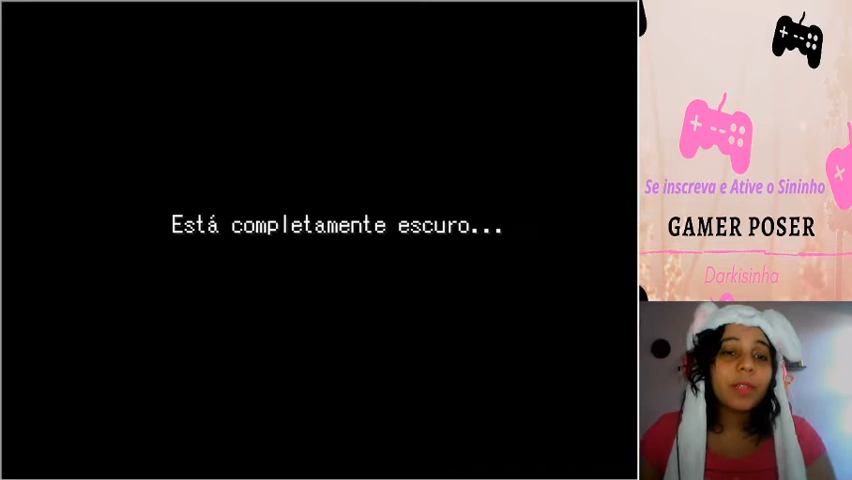 Está completamente escuro...
Se inscreva e Ative o Sininho
GAMER POSER
Darkisinha